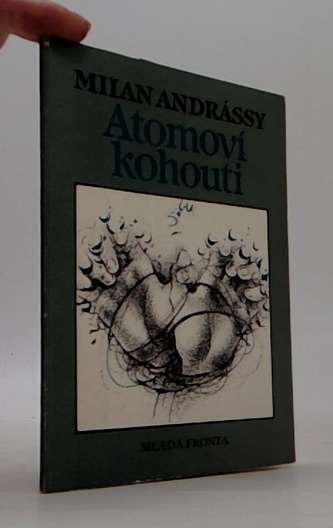 MILAN ANDRÁSSY
Atomoví
kohouti
MLADÁ FRONTA